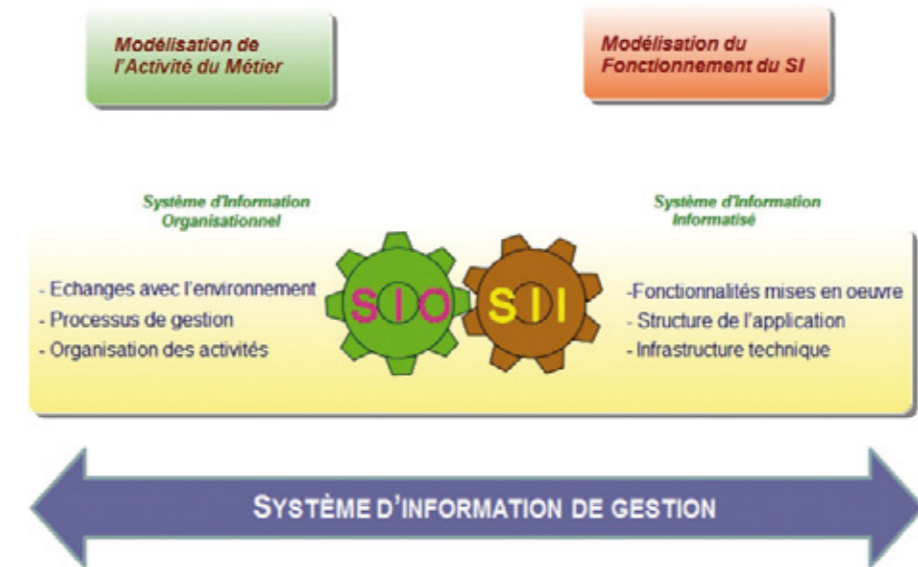 Modélisation de
l'Activité du Métier
Modélisation du
Fonctionnement du SI
Système d'Information
Organisationnel
Système d'Information
Informatisé
- Echanges avec l'environnement
- Processus de gestion
- Organisation des activités
SIO
SII
-Fonctionnalités mises en oeuvre
- Structure de l'application
- Infrastructure technique
SYSTÈME D'INFORMATION DE GESTION